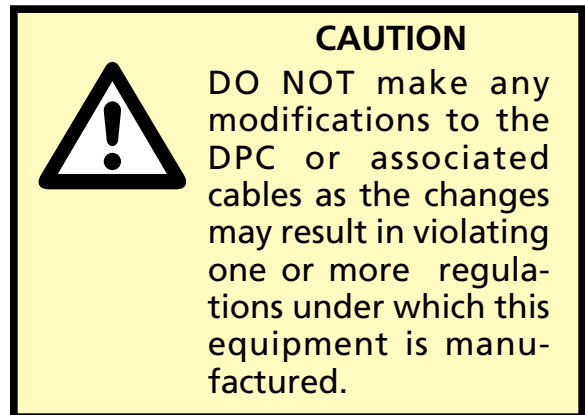 CAUTION
DO NOT make any
modifications to the
DPC or associated
cables as the changes
may result in violating
one or more regula-
tions under which this
equipment is manu-
factured.